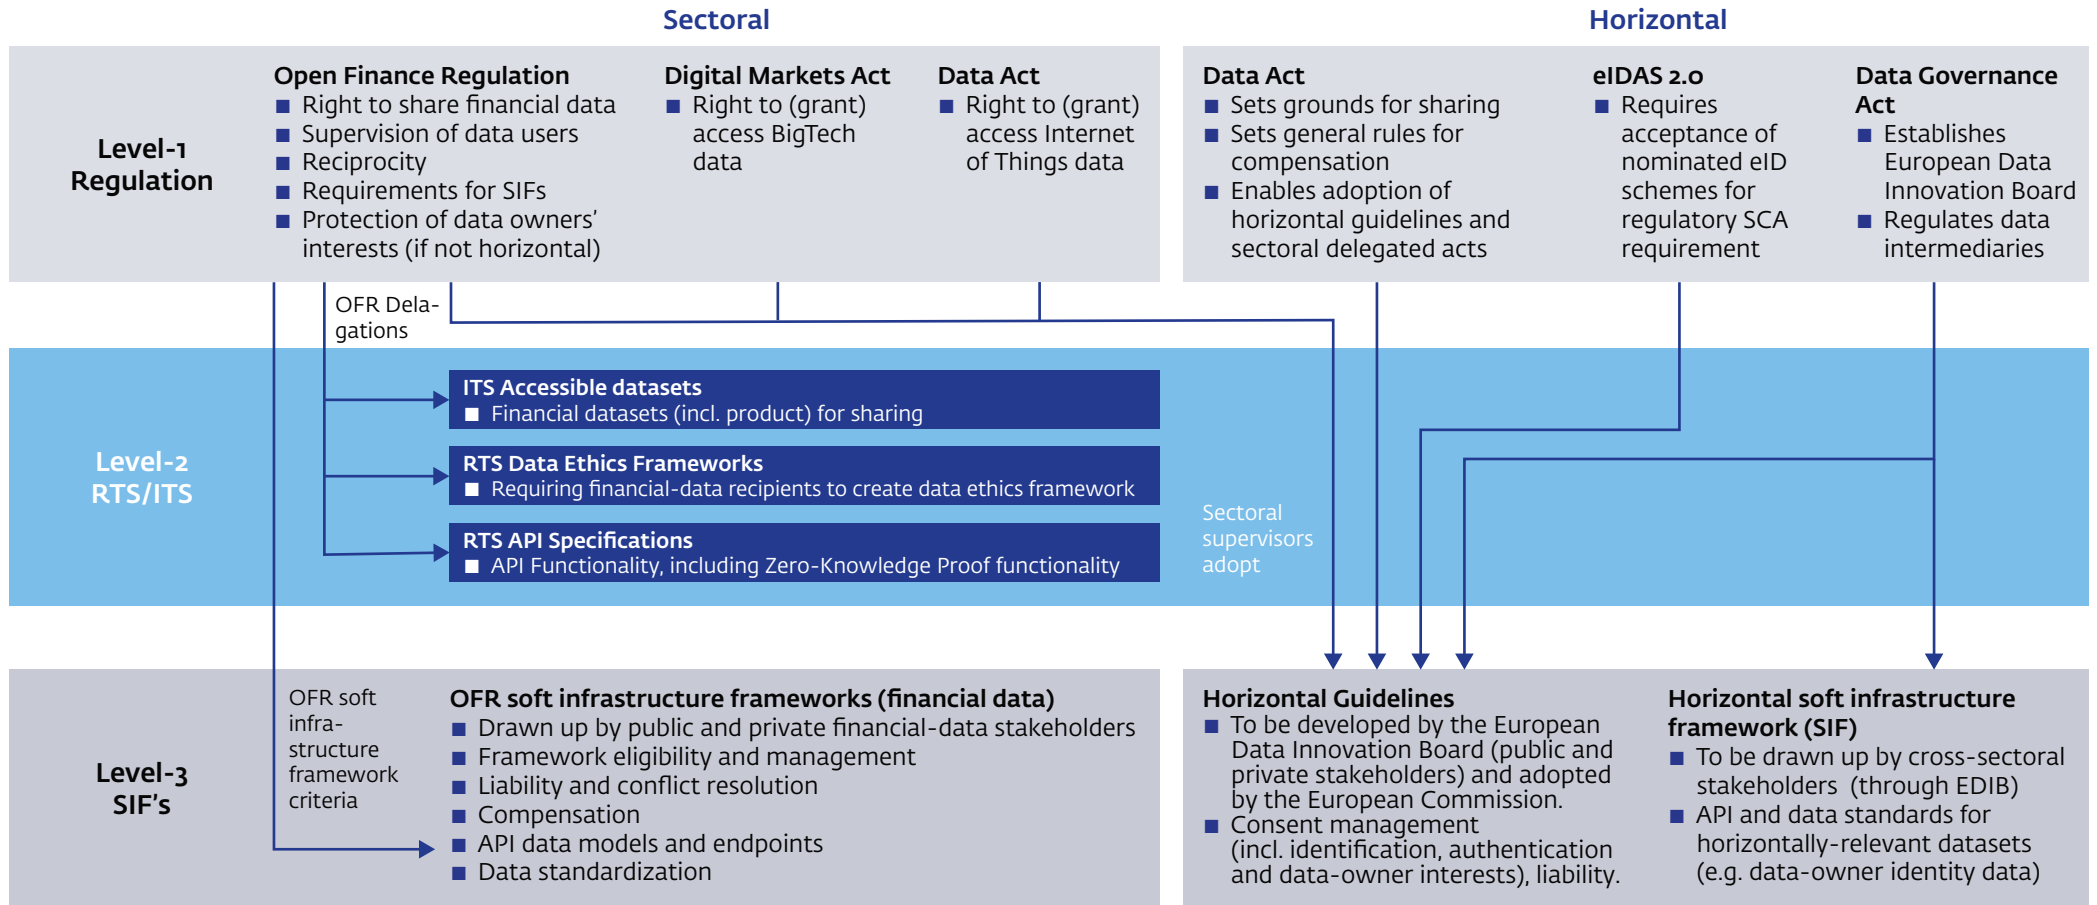 Sectoral
Horizontal
Level-1
Regulation
Open Finance Regulation
■ Right to share financial data
■ Supervision of data users
■ Reciprocity
■ Requirements for SIFs
■ Protection of data owners’
interests (if not horizontal)
Digital Markets Act
■ Right to (grant)
access BigTech
data
Data Act
■ Right to (grant)
access Internet
of Things data
Data Act
■ Sets grounds for sharing
■ Sets general rules for
compensation
■ Enables adoption of
horizontal guidelines and
sectoral delegated acts
eIDAS 2.0
■ Requires
acceptance of
nominated eID
schemes for
regulatory SCA
requirement
Data Governance
Act
■ Establishes
European Data
Innovation Board
■ Regulates data
intermediaries
OFR Dela-
gations
Level-2
RTS/ITS
ITS Accessible datasets
■ Financial datasets (incl. product) for sharing
RTS Data Ethics Frameworks
■ Requiring financial-data recipients to create data ethics framework
RTS API Specifications
■ API Functionality, including Zero-Knowledge Proof functionality
Sectoral
supervisors
adopt
Level-3
SIF’s
OFR soft
infra-
structure
framework
criteria
OFR soft infrastructure frameworks (financial data)
■ Drawn up by public and private financial-data stakeholders
■ Framework eligibility and management
■ Liability and conflict resolution
■ Compensation
■ API data models and endpoints
■ Data standardization
Horizontal Guidelines
■ To be developed by the European
Data Innovation Board (public and
private stakeholders) and adopted
by the European Commission.
■ Consent management
(incl. identification, authentication
and data-owner interests), liability.
Horizontal soft infrastructure
framework (SIF)
■ To be drawn up by cross-sectoral
stakeholders (through EDIB)
■ API and data standards for
horizontally-relevant datasets
(e.g. data-owner identity data)